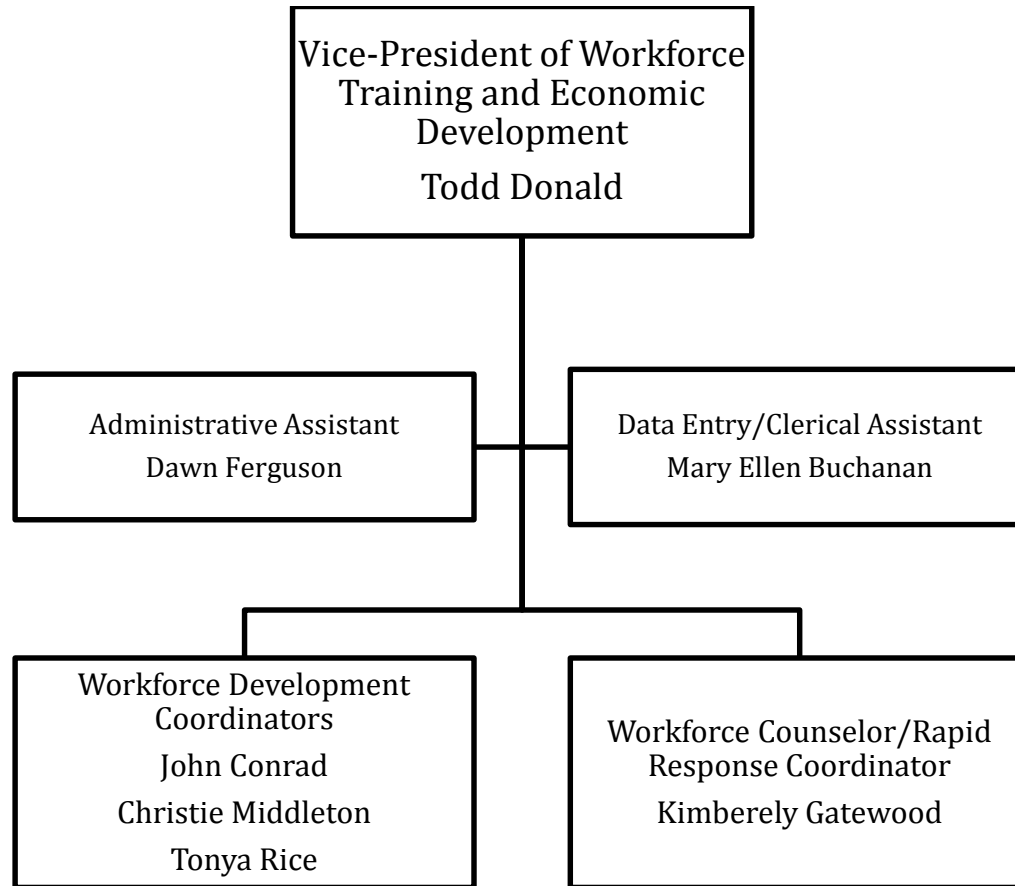 Vice-President of Workforce
Training and Economic
Development
Todd Donald
Administrative Assistant
Dawn Ferguson
Data Entry/Clerical Assistant
Mary Ellen Buchanan
Workforce Development
Coordinators
John Conrad
Christie Middleton
Tonya Rice
Workforce Counselor/Rapid
Response Coordinator
Kimberely Gatewood